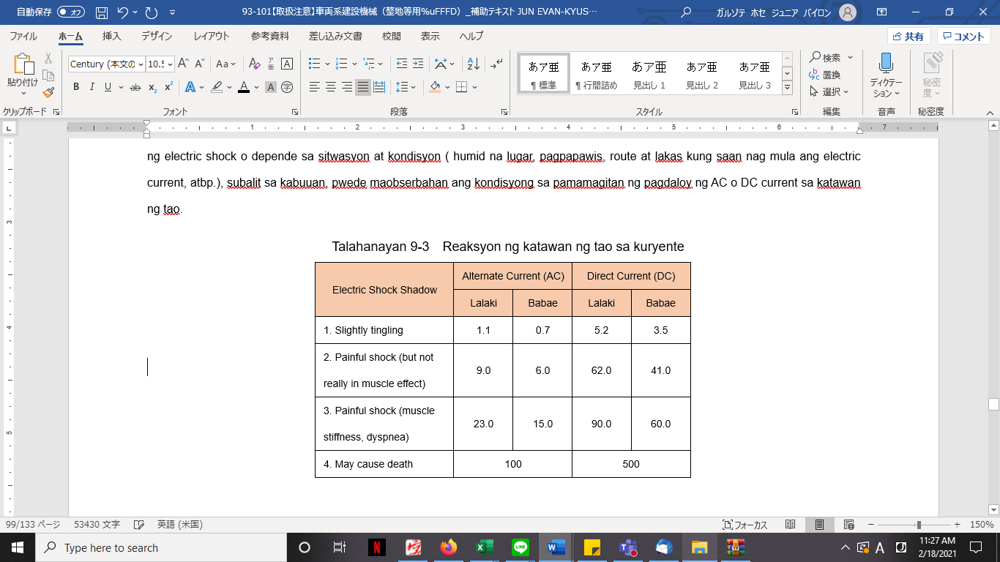 自動保存 オフ
93-101【取扱注意】車両系建設機械（整地等用%uFFFD）_補助テキスト JUN EVAN-KYUS…
ガルソテ ホセ ジュニア バイロン
ファイル ホーム 挿入 デザイン レイアウト 参考資料 差し込み文書 校閲 表示 ヘルプ
共有 コメント
貼り付け
Century (本文の 10.5
あア亜 あア亜 あア亜 あア亜 あア亜
標準 行間詰め 見出し 1 見出し 2 見出し 3
検索
置換
選択
ディクテー
ション
秘密
度
クリップボード フォント 段落 スタイル 編集 音声 秘密度
1 2 3 4 5 6 7
ng electric shock o depende sa sitwasyon at kondisyon ( humid na lugar, pagpapawis, route at lakas kung saan nag mula ang electric
current, atbp.), subalit sa kabuuan, pwede maobserbahan ang kondisyong sa pamamagitan ng pagdaloy ng AC o DC current sa katawan
ng tao.
Talahanayan 9-3 Reaksyon ng katawan ng tao sa kuryente
Electric Shock Shadow
Alternate Current (AC) Direct Current (DC)
Lalaki Babae Lalaki Babae
1. Slightly tingling 1.1 0.7 5.2 3.5
2. Painful shock (but not
really in muscle effect)
9.0 6.0 62.0 41.0
3. Painful shock (muscle
stiffness, dyspnea)
23.0 15.0 90.0 60.0
4. May cause death 100 500
99/133 ページ 53430 文字 英語 (米国)
フォーカス 150%
Type here to search
11:27 AM
2/18/2021